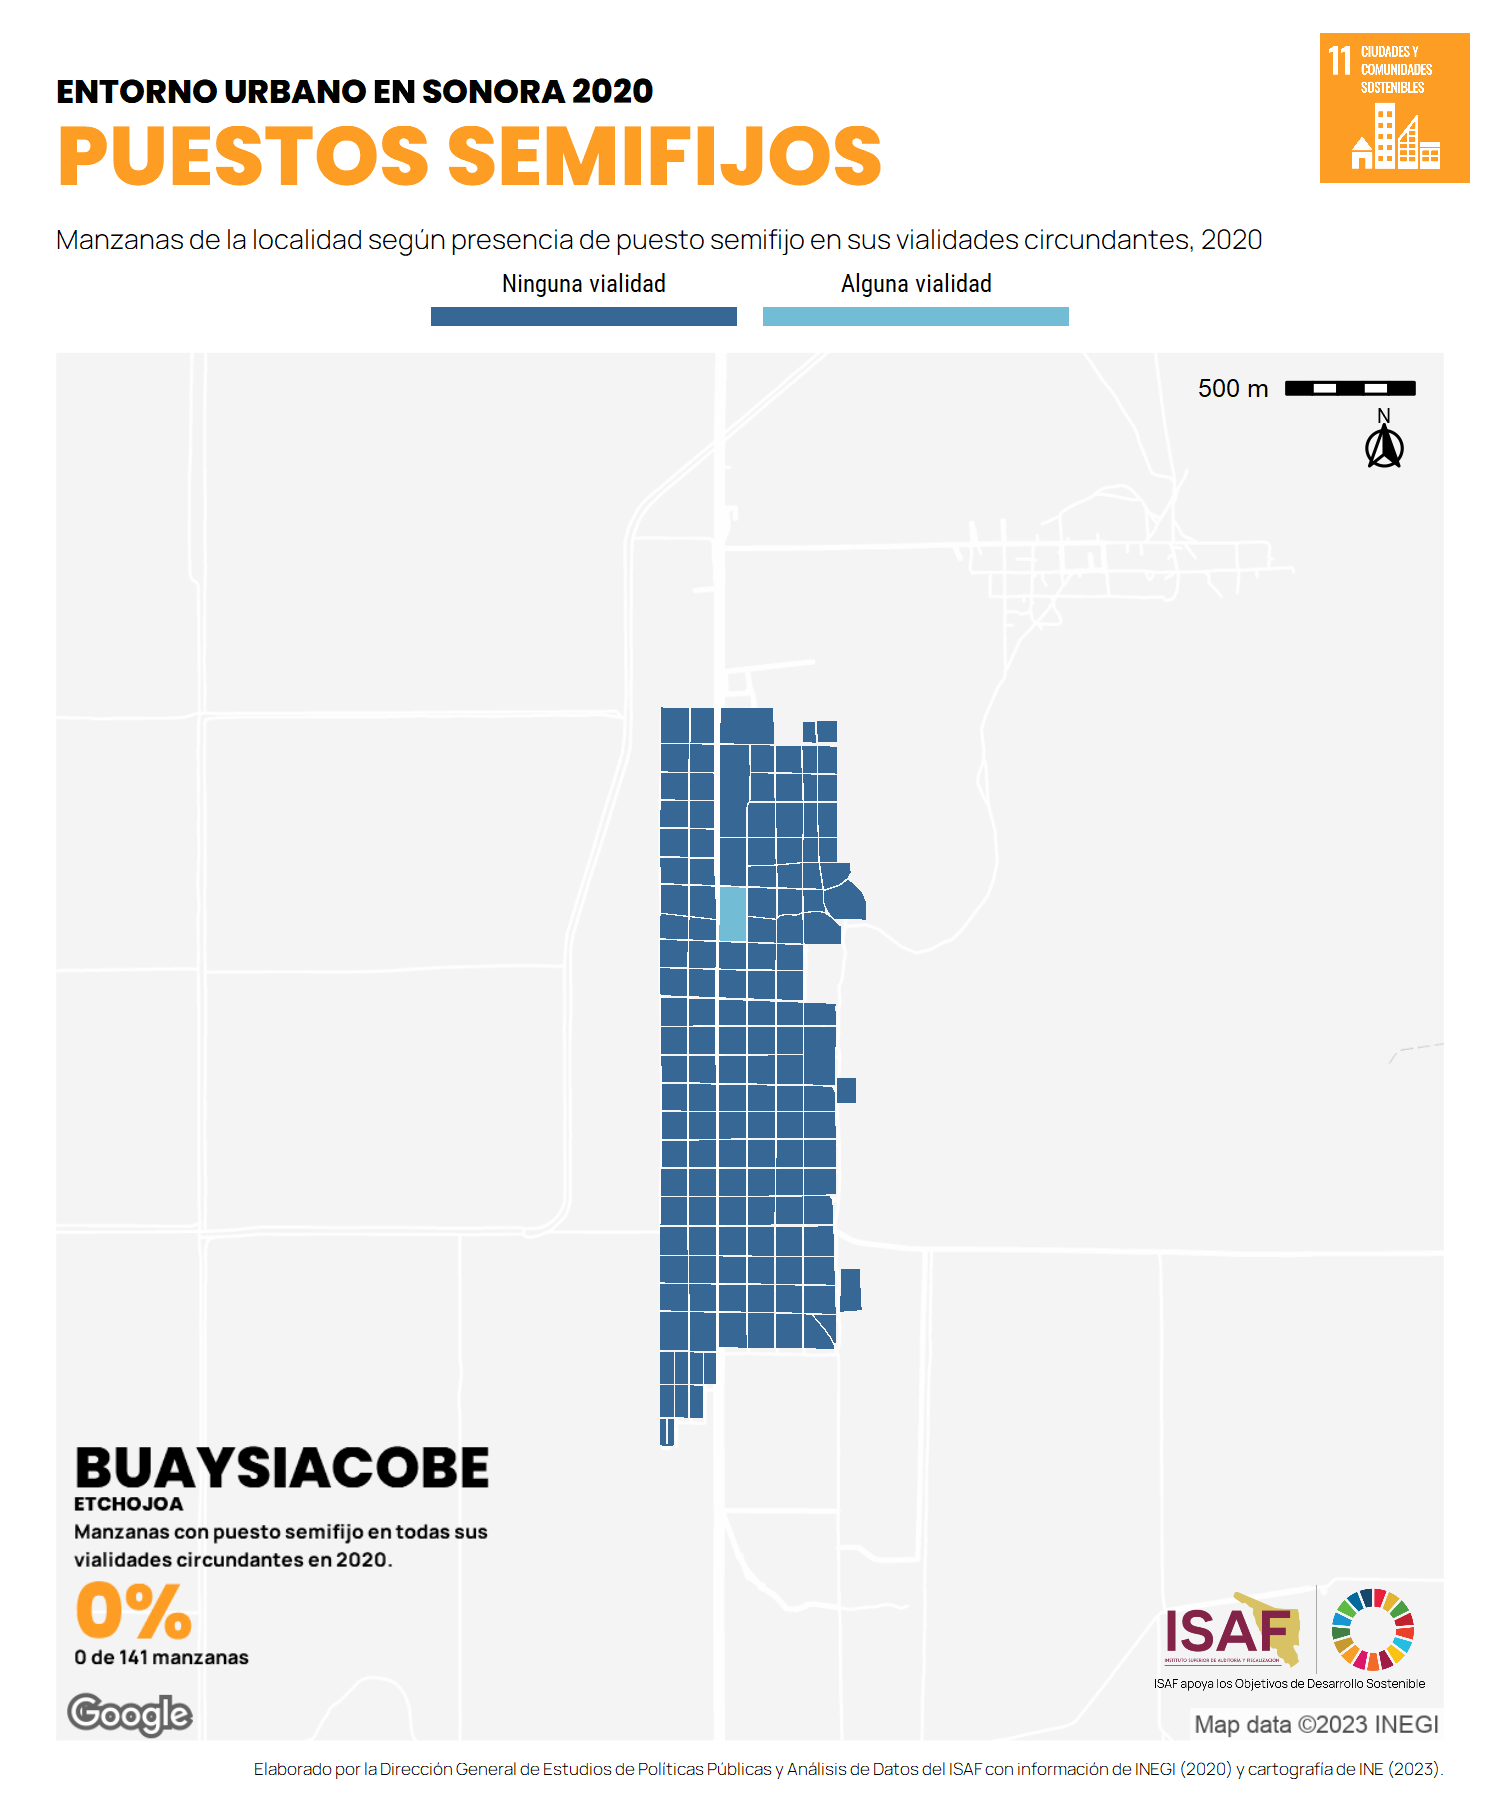 ENTORNO URBANO EN SONORA 2020
PUESTOS SEMIFIJOS
11 CIUDADES Y
COMUNIDADES
SOSTENIBLES
Manzanas de la localidad según presencia de puesto semifijo en sus vialidades circundantes, 2020
Ninguna vialidad
Alguna vialidad
500 m
N
BUAYSIACOBE
ETCHOJOA
Manzanas con puesto semifijo en todas sus
vialidades circundantes en 2020.
0%
0 de 141 manzanas
Google
ISAF
INSTITUTO SUPERIOR DE AUDITORÍA Y FISCALIZACIÓN
ISAF apoya los Objetivos de Desarrollo Sostenible
Map data ©2023 INEGI
Elaborado por la Dirección General de Estudios de Políticas Públicas y Análisis de Datos del ISAF con información de INEGI (2020) y cartografía de INE (2023).